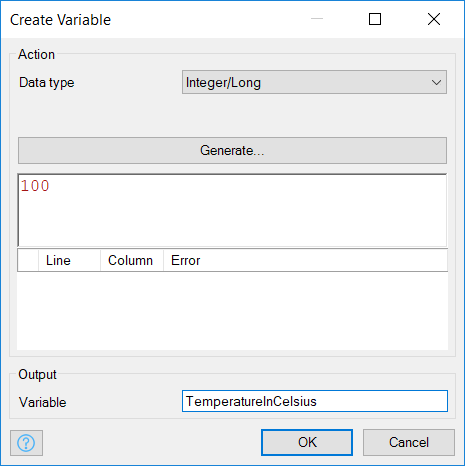 Create Variable
Action
Data type Integer/Long
Generate...
100
Line Column Error
Output
Variable TemperatureInCelsius
? OK Cancel